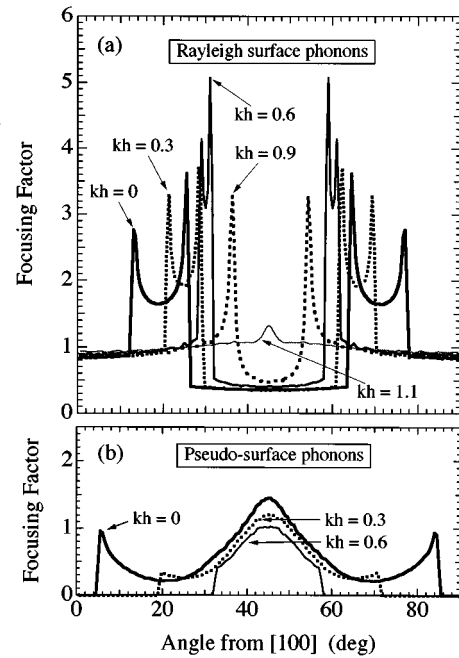 6
(a)
Rayleigh surface phonons
5
kh = 0.6
kh = 0.3
kh = 0.9
4
kh = 0
Focusing Factor
3
2
1
kh = 1.1
0
(b)
Pseudo-surface phonons
2
Focusing Factor
kh = 0
kh = 0.3
1
kh = 0.6
0
0 20 40 60 80
Angle from [100] (deg)